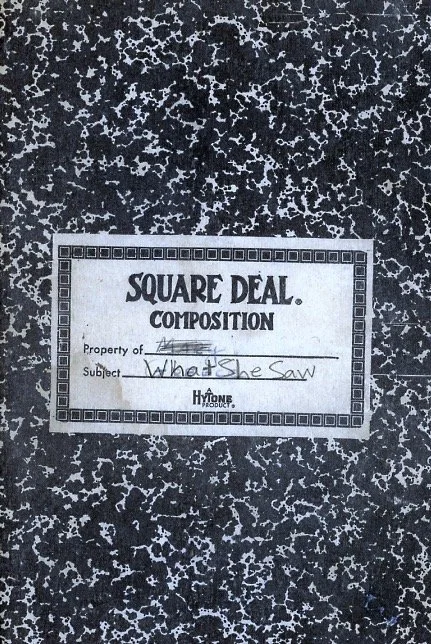 SQUARE DEAL®
COMPOSITION
Property of
Subject What She Saw
A
HYTONE
PRODUCT®